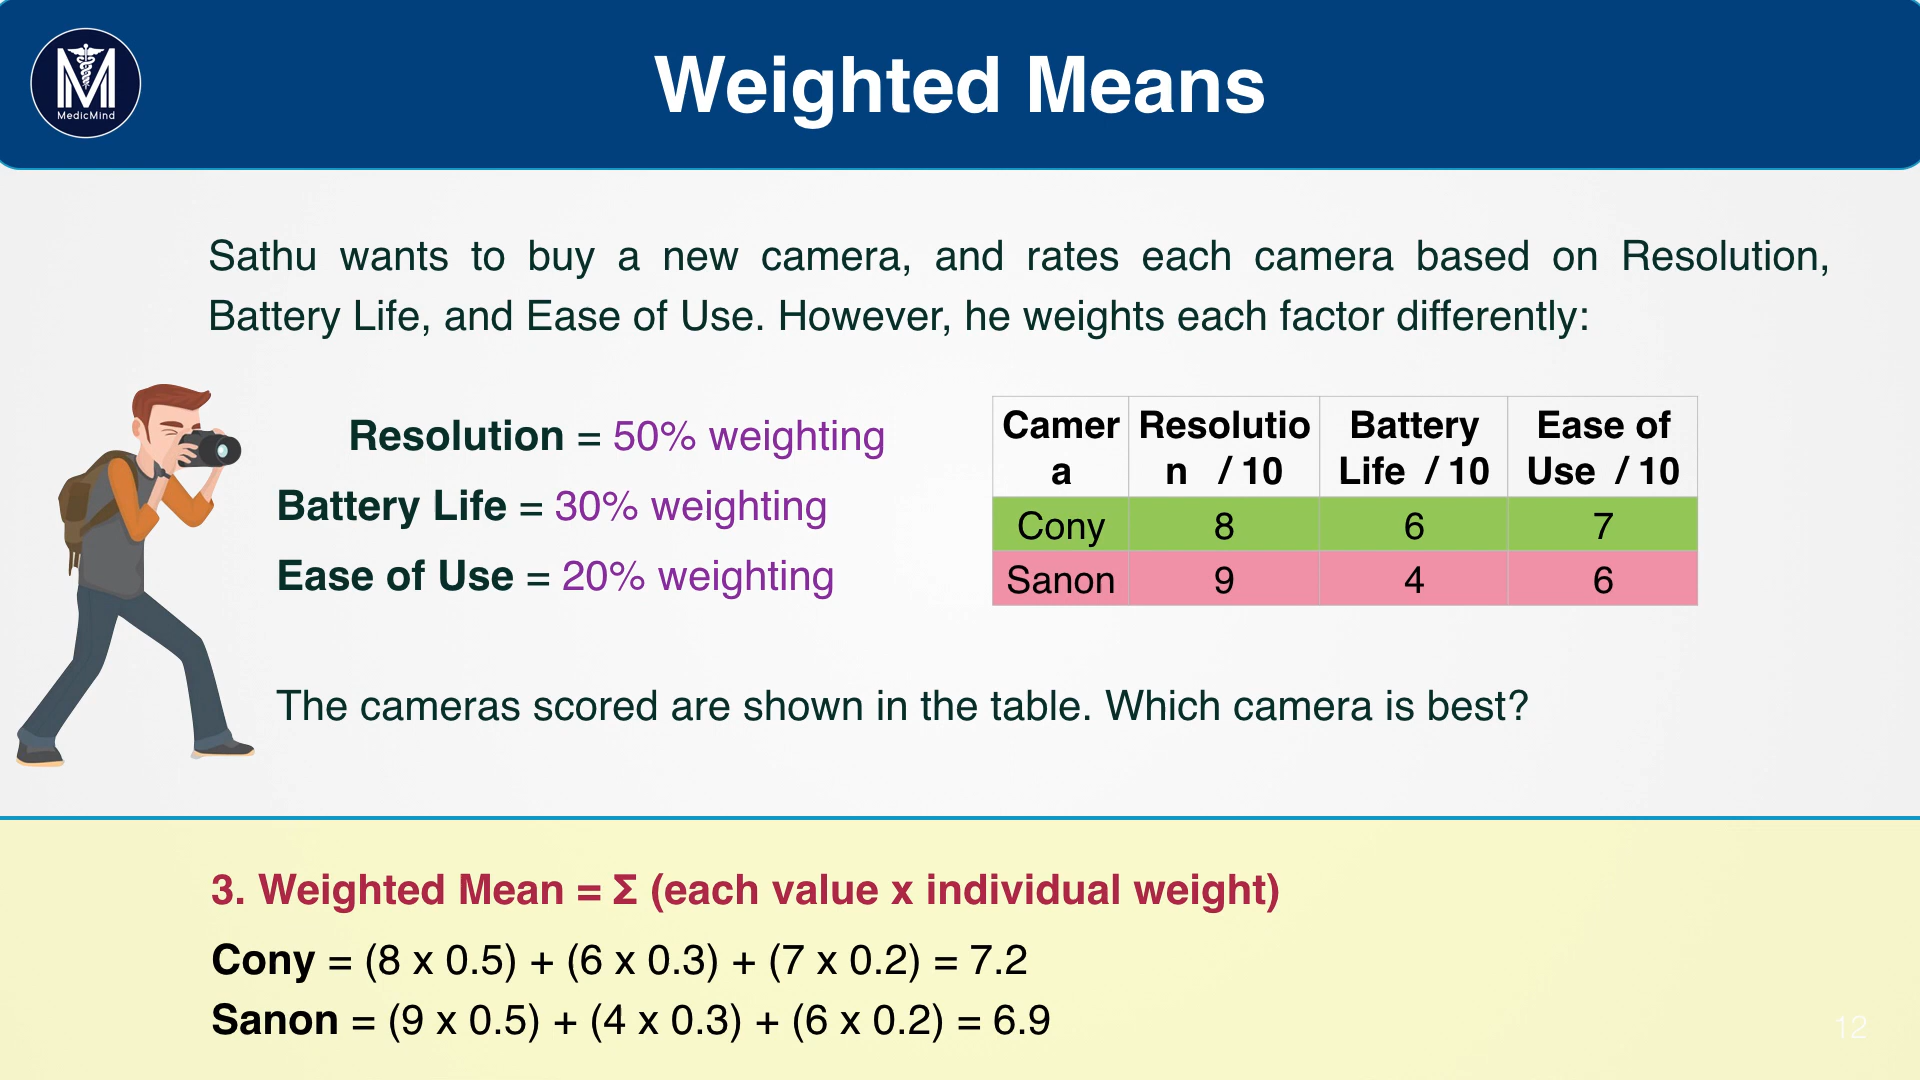 MedicMind
Weighted Means
Sathu wants to buy a new camera, and rates each camera based on Resolution,
Battery Life, and Ease of Use. However, he weights each factor differently:
Resolution = 50% weighting
Battery Life = 30% weighting
Ease of Use = 20% weighting
Camer
a
Resolutio
n / 10
Battery
Life / 10
Ease of
Use / 10
Cony 8 6 7
Sanon 9 4 6
The cameras scored are shown in the table. Which camera is best?
3. Weighted Mean = Σ (each value x individual weight)
Cony = (8 x 0.5) + (6 x 0.3) + (7 x 0.2) = 7.2
Sanon = (9 x 0.5) + (4 x 0.3) + (6 x 0.2) = 6.9
12